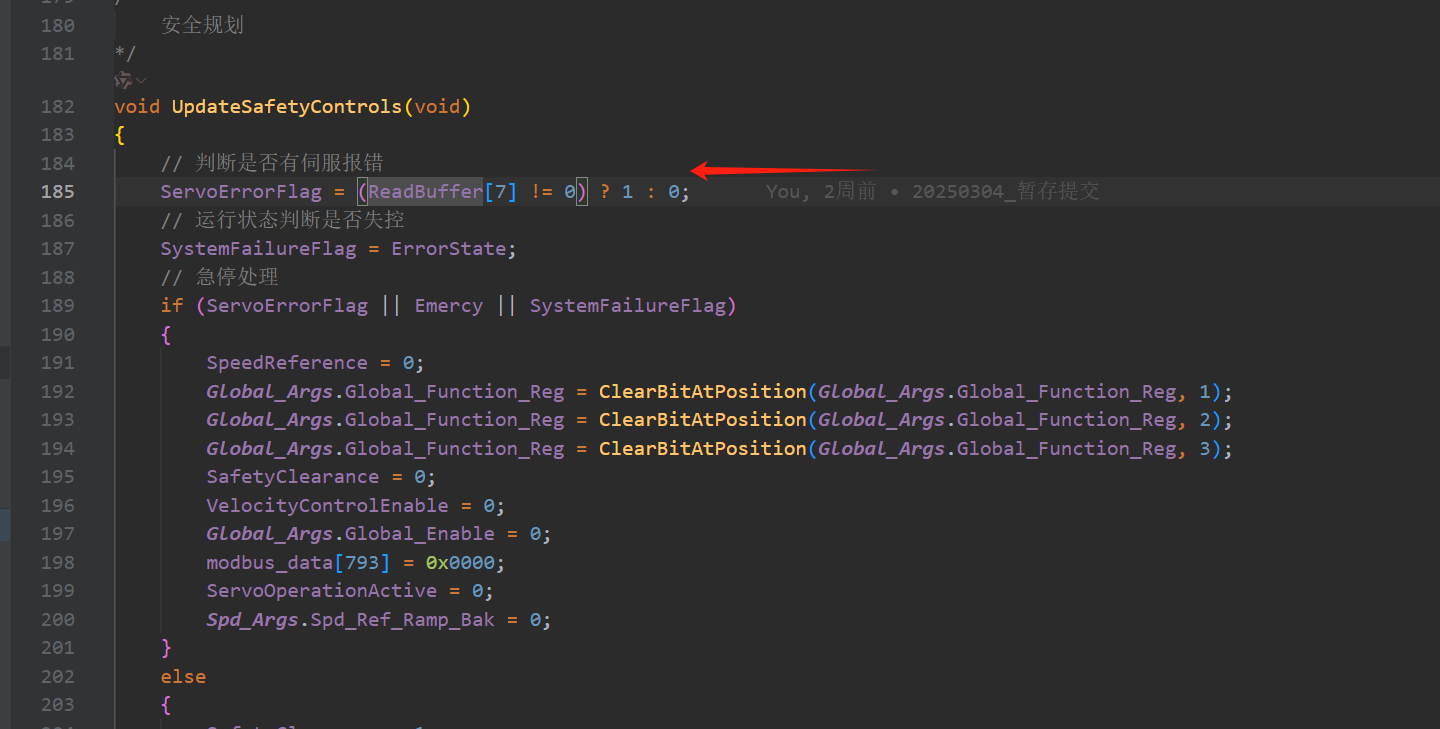 180 安全规划
181 */
182 void UpdateSafetyControls(void)
183 {
184 // 判断是否有伺服报错
185 ServoErrorFlag = (ReadBuffer[7] != 0) ? 1 : 0; You, 2周前 • 20250304_暂存提交
186 // 运行状态判断是否失控
187 SystemFailureFlag = ErrorState;
188 // 急停处理
189 if (ServoErrorFlag || Emercy || SystemFailureFlag)
190 {
191 SpeedReference = 0;
192 Global_Args.Global_Function_Reg = ClearBitAtPosition(Global_Args.Global_Function_Reg, 1);
193 Global_Args.Global_Function_Reg = ClearBitAtPosition(Global_Args.Global_Function_Reg, 2);
194 Global_Args.Global_Function_Reg = ClearBitAtPosition(Global_Args.Global_Function_Reg, 3);
195 SafetyClearance = 0;
196 VelocityControlEnable = 0;
197 Global_Args.Global_Enable = 0;
198 modbus_data[793] = 0x0000;
199 ServoOperationActive = 0;
200 Spd_Args.Spd_Ref_Ramp_Bak = 0;
201 }
202 else
203 {